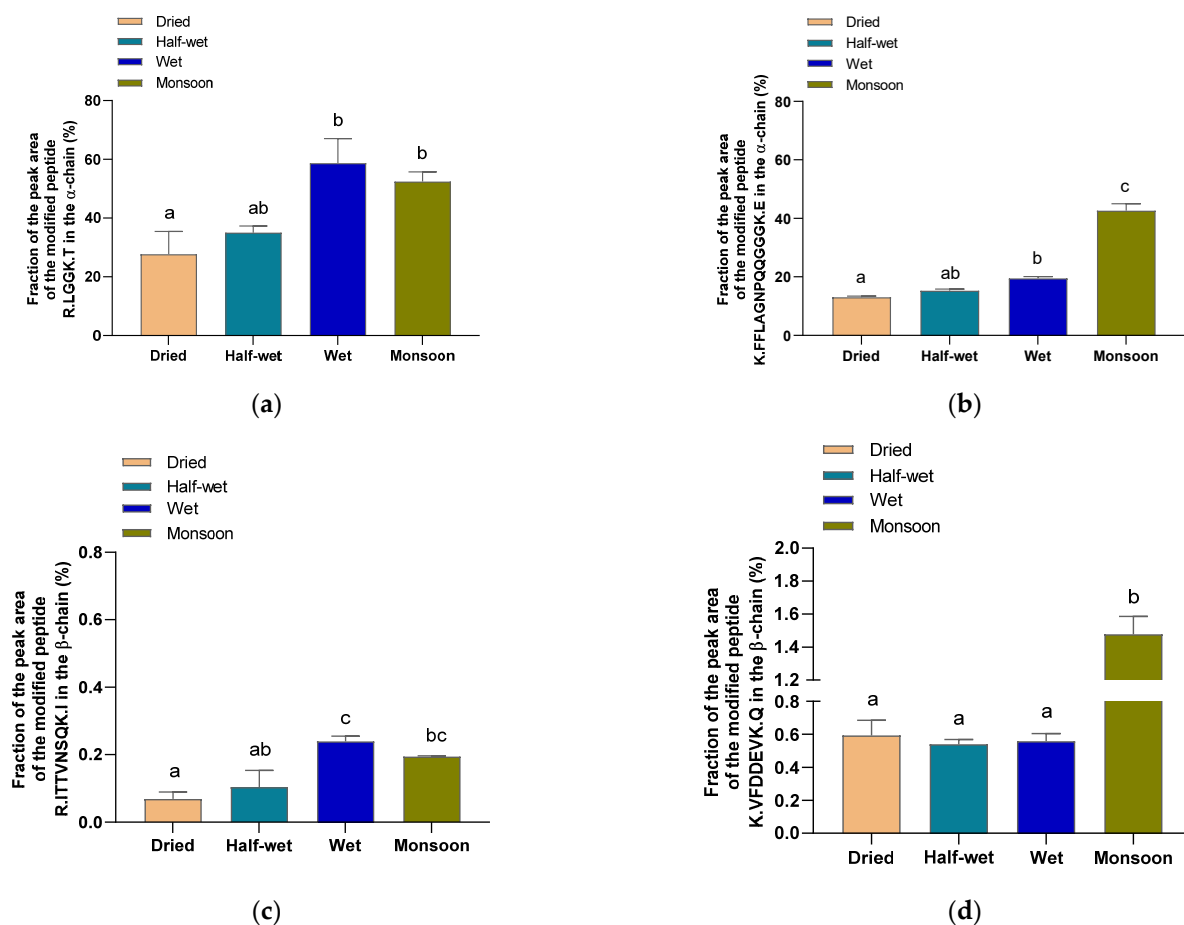 Dried
Half-wet
Wet
Monsoon
Fraction of the peak area
of the modified peptide
R.LGGK.T in the α-chain (%)
80
60
40
20
0
a
ab
b
b
Dried Half-wet Wet Monsoon
(a)
Dried
Half-wet
Wet
Monsoon
Fraction of the peak area
of the modified peptide
K.FFLAGNPQQGGGK.E in the α-chain (%)
80
60
40
20
0
a
ab
b
c
Dried Half-wet Wet Monsoon
(b)
Dried
Half-wet
Wet
Monsoon
Fraction of the peak area
of the modified peptide
R.ITTVNSQK.I in the β-chain (%)
0.8
0.6
0.4
0.2
0.0
a
ab
c
bc
Dried Half-wet Wet Monsoon
(c)
Dried
Half-wet
Wet
Monsoon
Fraction of the peak area
of the modified peptide
K.VFDDEVK.Q in the β-chain (%)
2.0
1.8
1.6
1.4
1.2
0.8
0.6
0.4
0.2
0.0
a
a
a
b
Dried Half-wet Wet Monsoon
(d)